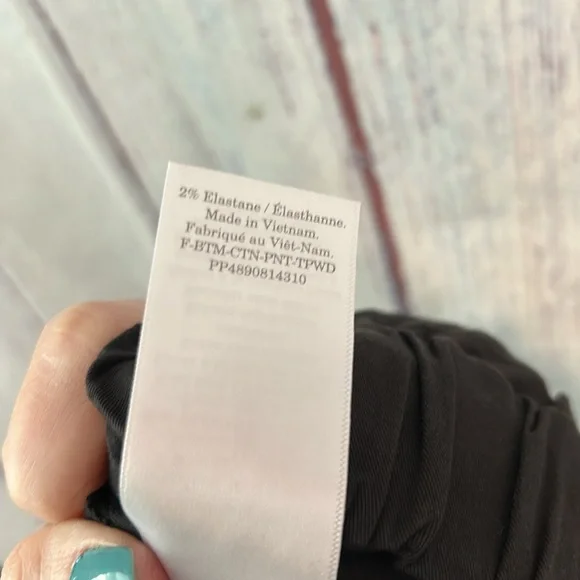 2% Elastane / Élasthanne.
Made in Vietnam.
Fabriqué au Viêt-Nam.
F-BTM-CTN-PNT-TPWD
PP4890814310